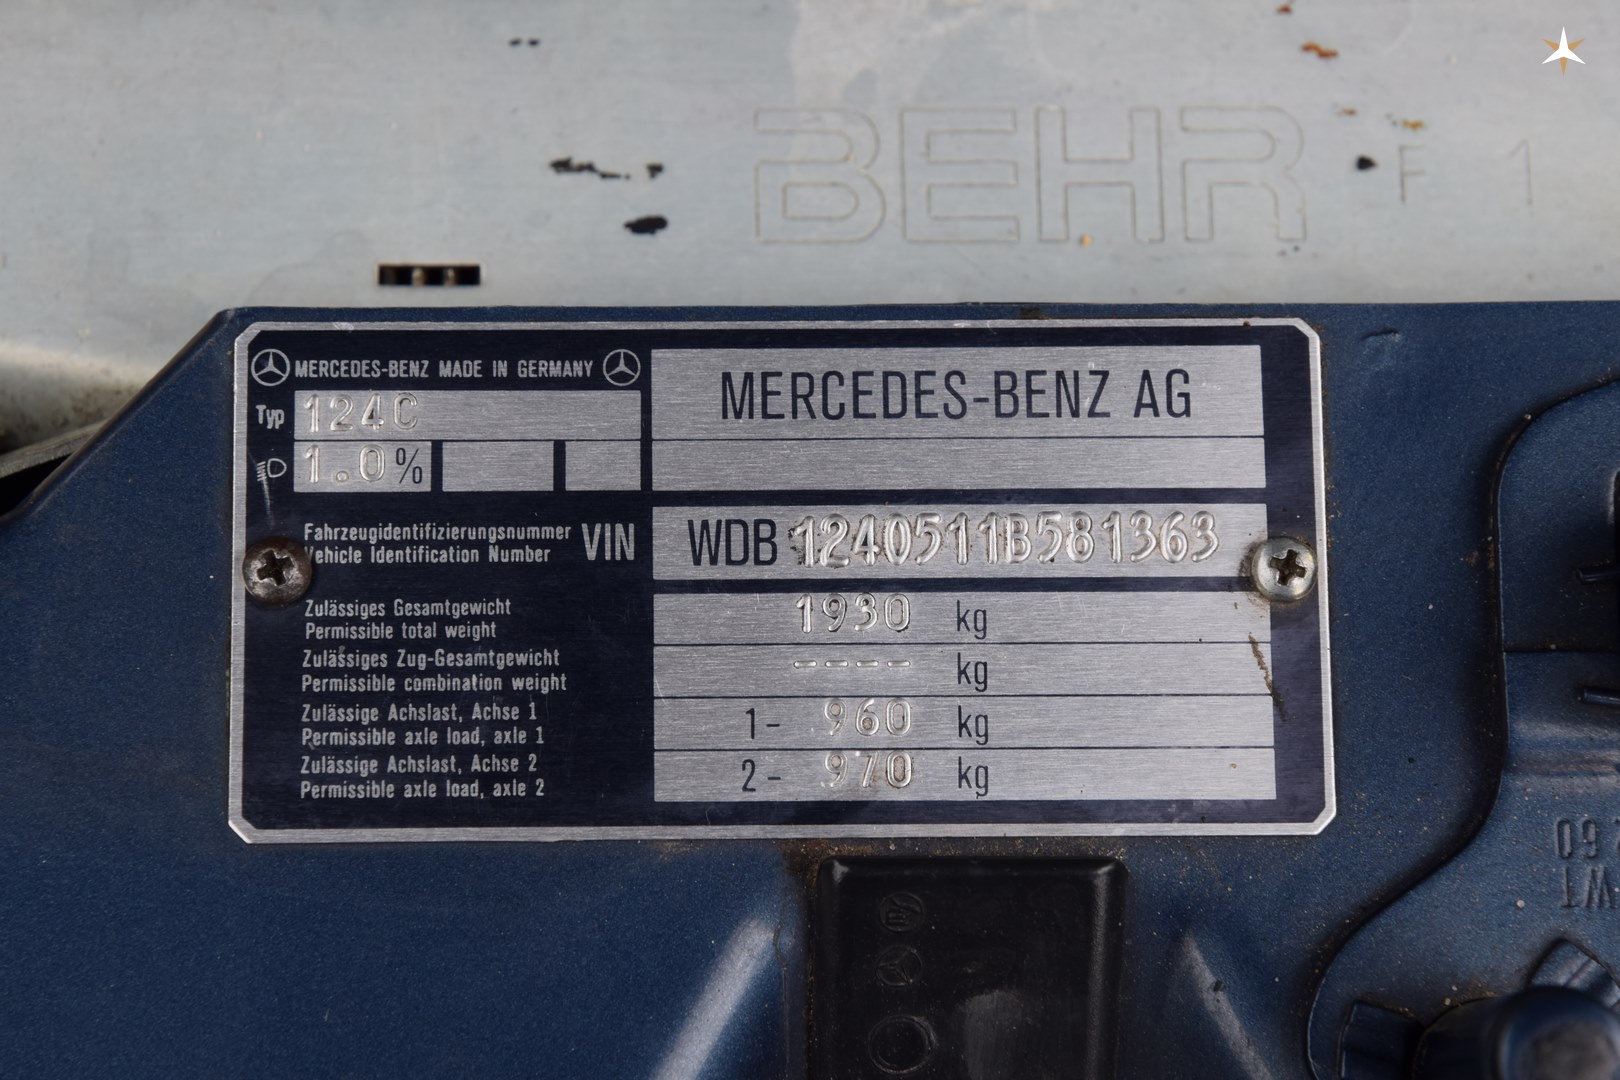 BEHR F 1
MERCEDES-BENZ MADE IN GERMANY
MERCEDES-BENZ AG
Typ 124C
1.0%
Fahrzeugidentifizierungsnummer
Vehicle Identification Number
VIN WDB 1240511B581363
Zulässiges Gesamtgewicht
Permissible total weight
1930 kg
Zulässiges Zug-Gesamtgewicht
Permissible combination weight
---- kg
Zulässige Achslast, Achse 1
Permissible axle load, axle 1
1- 960 kg
Zulässige Achslast, Achse 2
Permissible axle load, axle 2
2- 970 kg
60
WT